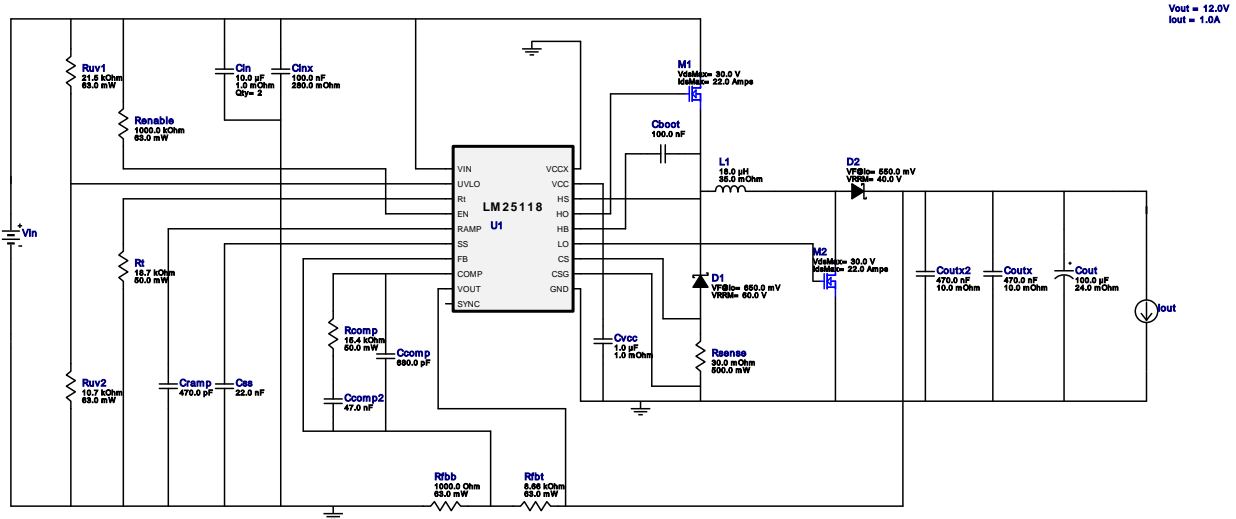 Vout = 12.0V
Iout = 1.0A
Ruv1
21.5 kOhm
63.0 mW
Cin
10.0 µF
1.0 mOhm
Qty= 2
Cinx
100.0 nF
280.0 mOhm
M1
VdsMax= 30.0 V
IdsMax= 22.0 Amps
Renable
1000.0 kOhm
63.0 mW
Cboot
100.0 nF
L1
18.0 µH
35.0 mOhm
D2
VF@Io= 550.0 mV
VRRM= 40.0 V
VIN
UVLO
Rt
EN
RAMP
SS
FB
COMP
VOUT
SYNC
LM25118
U1
VCCX
VCC
HS
HO
HB
LO
CS
CSG
GND
Vin
Rt
18.7 kOhm
50.0 mW
D1
VF@Io= 650.0 mV
VRRM= 60.0 V
M2
VdsMax= 30.0 V
IdsMax= 22.0 Amps
Coutx2
470.0 nF
10.0 mOhm
Coutx
470.0 nF
10.0 mOhm
Cout
100.0 µF
24.0 mOhm
Iout
Rcomp
15.4 kOhm
50.0 mW
Ccomp
680.0 pF
Cvcc
1.0 µF
1.0 mOhm
Rsense
30.0 mOhm
500.0 mW
Ruv2
10.7 kOhm
63.0 mW
Cramp
470.0 pF
Css
22.0 nF
Ccomp2
47.0 nF
Rfbb
1000.0 Ohm
63.0 mW
Rfbt
8.66 kOhm
63.0 mW